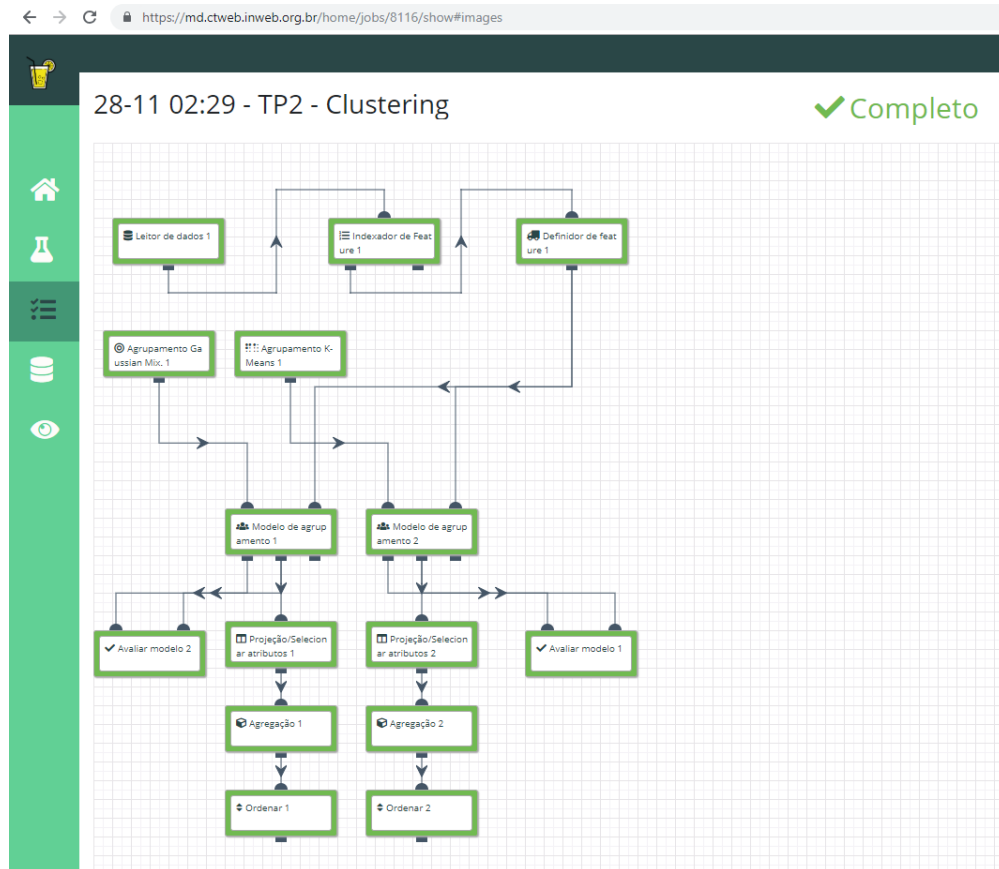 https://md.ctweb.inweb.org.br/home/jobs/8116/show#images
28-11 02:29 - TP2 - Clustering
Completo
Leitor de dados 1
Indexador de Feat
ure 1
Definidor de feat
ure 1
Agrupamento Ga
ussian Mix. 1
Agrupamento K-
Means 1
Modelo de agrup
amento 1
Modelo de agrup
amento 2
Avaliar modelo 2
Projeção/Selecion
ar atributos 1
Projeção/Selecion
ar atributos 2
Avaliar modelo 1
Agregação 1
Agregação 2
Ordenar 1
Ordenar 2